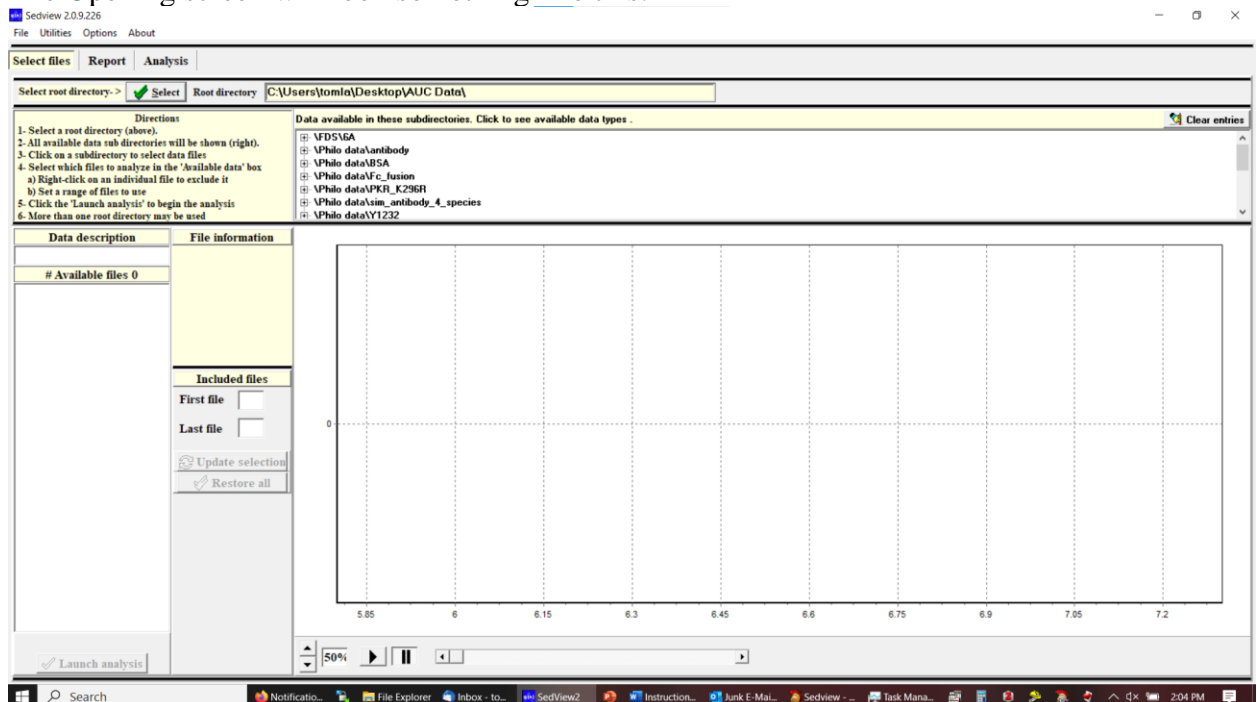 Sedview 2.0.9.226
File Utilities Options About
Select files Report Analysis
Select root directory-> Select Root directory C:\Users\tomla\Desktop\AUC Data\
Directions
1- Select a root directory (above).
2- All available data sub directories will be shown (right).
3- Click on a subdirectory to select data files
4- Select which files to analyze in the 'Available data' box
a) Right-click on an individual file to exclude it
b) Set a range of files to use
5- Click the 'Launch analysis' to begin the analysis
6- More than one root directory may be used
Data available in these subdirectories. Click to see available data types .
Clear entries
\FDS\6A
\Philo data\antibody
\Philo data\BSA
\Philo data\Fc_fusion
\Philo data\PKR_K296R
\Philo data\sim_antibody_4_species
\Philo data\Y1232
Data description
# Available files 0
File information
Included files
First file
Last file
Update selection
Restore all
Launch analysis
0
5.85 6 6.15 6.3 6.45 6.6 6.75 6.9 7.05 7.2
50%
Search Notificatio... File Explorer Inbox - to... SedView2 Instruction... Junk E-Mai... Sedview - ... Task Mana... 2:04 PM